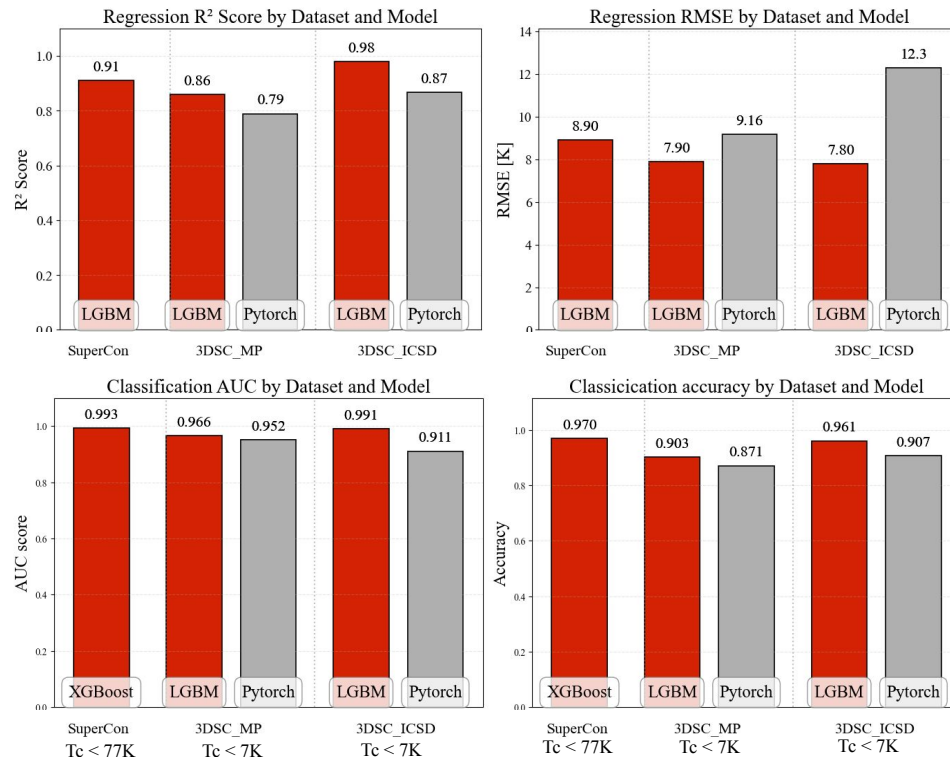 Regression R² Score by Dataset and Model
R² Score
1.0
0.8
0.6
0.4
0.2
0.0
0.91
0.86
0.79
0.98
0.87
LGBM
LGBM
Pytorch
LGBM
Pytorch
SuperCon
3DSC_MP
3DSC_ICSD
Regression RMSE by Dataset and Model
RMSE [K]
14
12
10
8
6
4
2
0
8.90
7.90
9.16
7.80
12.3
LGBM
LGBM
Pytorch
LGBM
Pytorch
SuperCon
3DSC_MP
3DSC_ICSD
Classification AUC by Dataset and Model
AUC score
1.0
0.8
0.6
0.4
0.2
0.0
0.993
0.966
0.952
0.991
0.911
XGBoost
LGBM
Pytorch
LGBM
Pytorch
SuperCon
3DSC_MP
3DSC_ICSD
Tc < 77K
Tc < 7K
Tc < 7K
Classicication accuracy by Dataset and Model
Accuracy
1.0
0.8
0.6
0.4
0.2
0.0
0.970
0.903
0.871
0.961
0.907
XGBoost
LGBM
Pytorch
LGBM
Pytorch
SuperCon
3DSC_MP
3DSC_ICSD
Tc < 77K
Tc < 7K
Tc < 7K